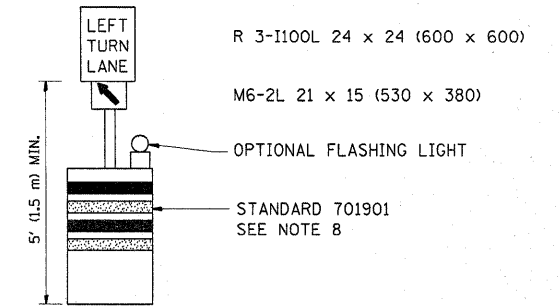 LEFT
TURN
LANE
R 3-I100L 24 x 24 (600 x 600)
M6-2L 21 x 15 (530 x 380)
OPTIONAL FLASHING LIGHT
5' (1.5 m) MIN.
STANDARD 701901
SEE NOTE 8